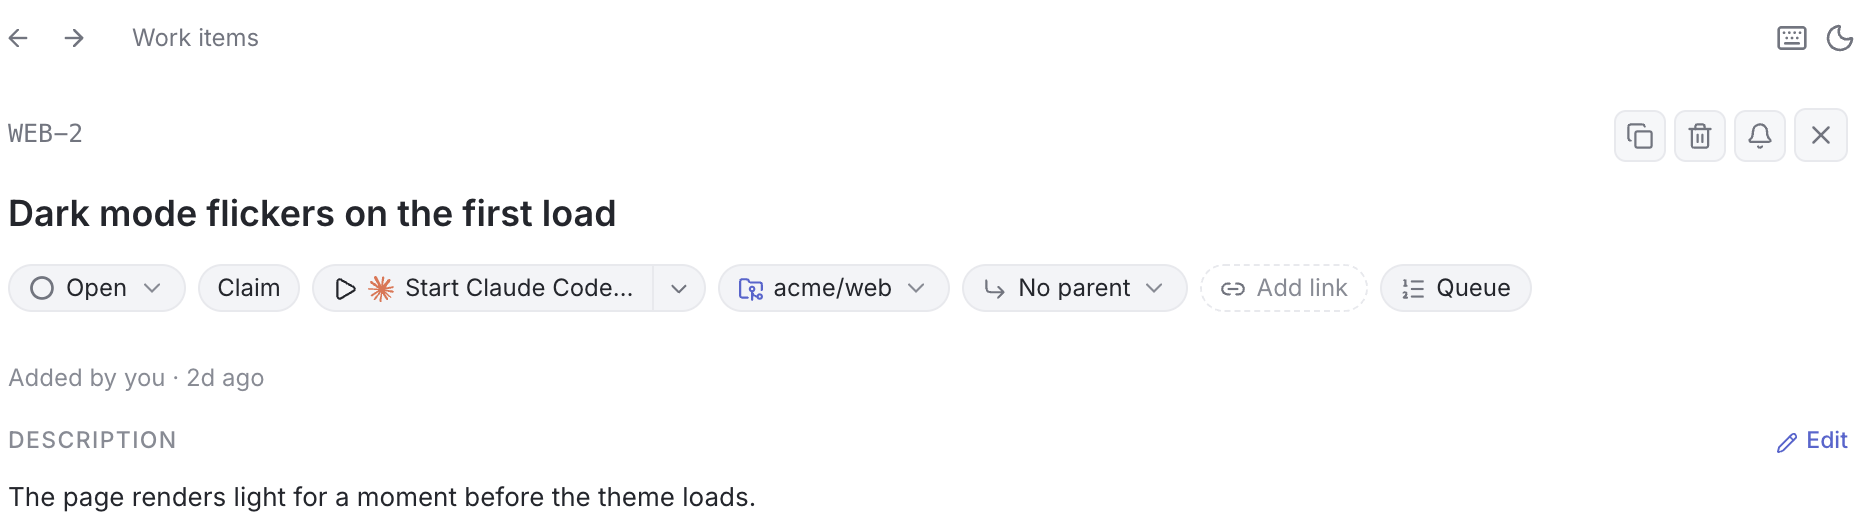 Work items
WEB-2
Dark mode flickers on the first load
Open Claim Start Claude Code... acme/web No parent Add link Queue
Added by you · 2d ago
DESCRIPTION Edit
The page renders light for a moment before the theme loads.